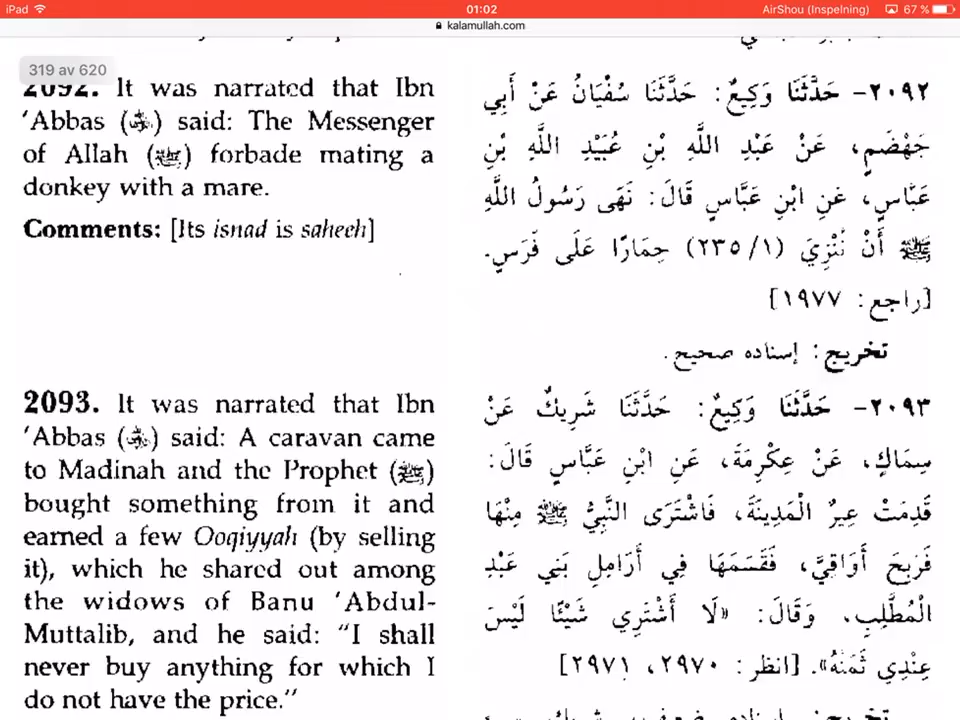 iPad
01:02
AirShou (Inspelning)
67 %
kalamullah.com
319 av 620
2092. It was narrated that Ibn
‘Abbas (ﷺ) said: The Messenger
of Allah (ﷺ) forbade mating a
donkey with a mare.
Comments: [Its isnad is saheeh]
٢٠٩٢- حَدَّثَنَا وَكِيعٌ: حَدَّثَنَا سُفْيَانُ عَنْ أَبِي
جَهْضَمٍ، عَنْ عَبْدِ اللَّهِ بْنِ عُبَيْدِ اللَّهِ بْنِ
عَبَّاسٍ، عَنِ ابْنِ عَبَّاسٍ قَالَ: نَهَى رَسُولُ اللَّهِ
ﷺ أَنْ نُنْزِيَ (٢٣٥/١) حِمَارًا عَلَى فَرَسٍ.
[راجع: ١٩٧٧]
تخريج: إسناده صحيح.
2093. It was narrated that Ibn
‘Abbas () said: A caravan came
to Madinah and the Prophet (ﷺ)
bought something from it and
earned a few Ooqiyyah (by selling
it), which he shared out among
the widows of Banu ‘Abdul-
Muttalib, and he said: “I shall
never buy anything for which I
do not have the price.”
٢٠٩٣- حَدَّثَنَا وَكِيعٌ: حَدَّثَنَا شَرِيكٌ عَنْ
سِمَاكٍ، عَنْ عِكْرِمَةَ، عَنِ ابْنِ عَبَّاسٍ قَالَ:
قَدِمَتْ عِيرٌ الْمَدِينَةَ، فَاشْتَرَى النَّبِيُّ ﷺ مِنْهَا
فَرَبِحَ أَوَاقِيَّ، فَقَسَمَهَا فِي أَرَامِلِ بَنِي عَبْدِ
الْمُطَّلِبِ. وَقَالَ: «لَا أَشْتَرِي شَيْئًا لَيْسَ
عِنْدِي ثَمَنُهُ». [انظر: ٢٩٧٠، ٢٩٧١]